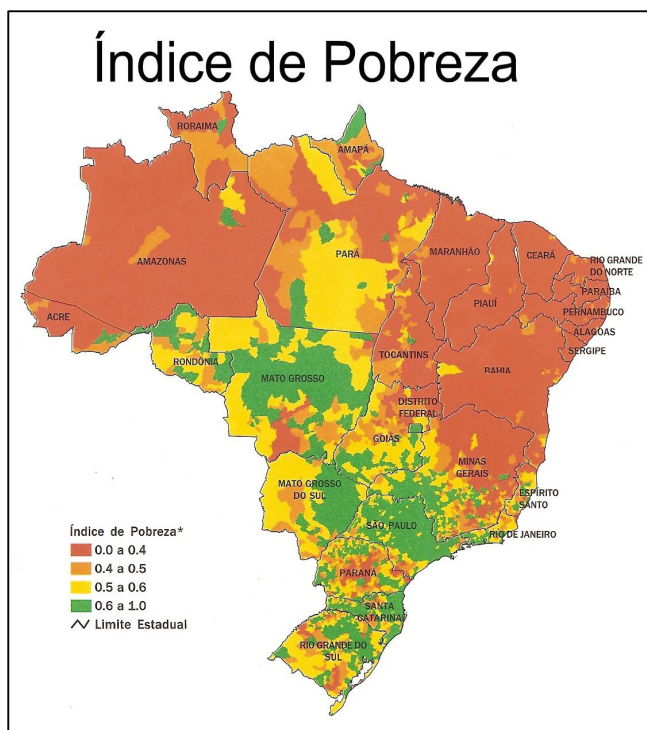 Índice de Pobreza
RORAIMA
AMAPÁ
AMAZONAS
PARÁ
MARANHÃO
CEARÁ
RIO GRANDE
DO NORTE
PARAÍBA
PIAUÍ
PERNAMBUCO
ACRE
ALAGOAS
SERGIPE
RONDÔNIA
TOCANTINS
BAHIA
MATO GROSSO
DISTRITO
FEDERAL
GOIÁS
MINAS
GERAIS
MATO GROSSO
DO SUL
ESPÍRITO
SANTO
SÃO PAULO
RIO DE JANEIRO
PARANÁ
SANTA
CATARINA
RIO GRANDE DO
SUL
Índice de Pobreza*
0.0 a 0.4
0.4 a 0.5
0.5 a 0.6
0.6 a 1.0
Limite Estadual